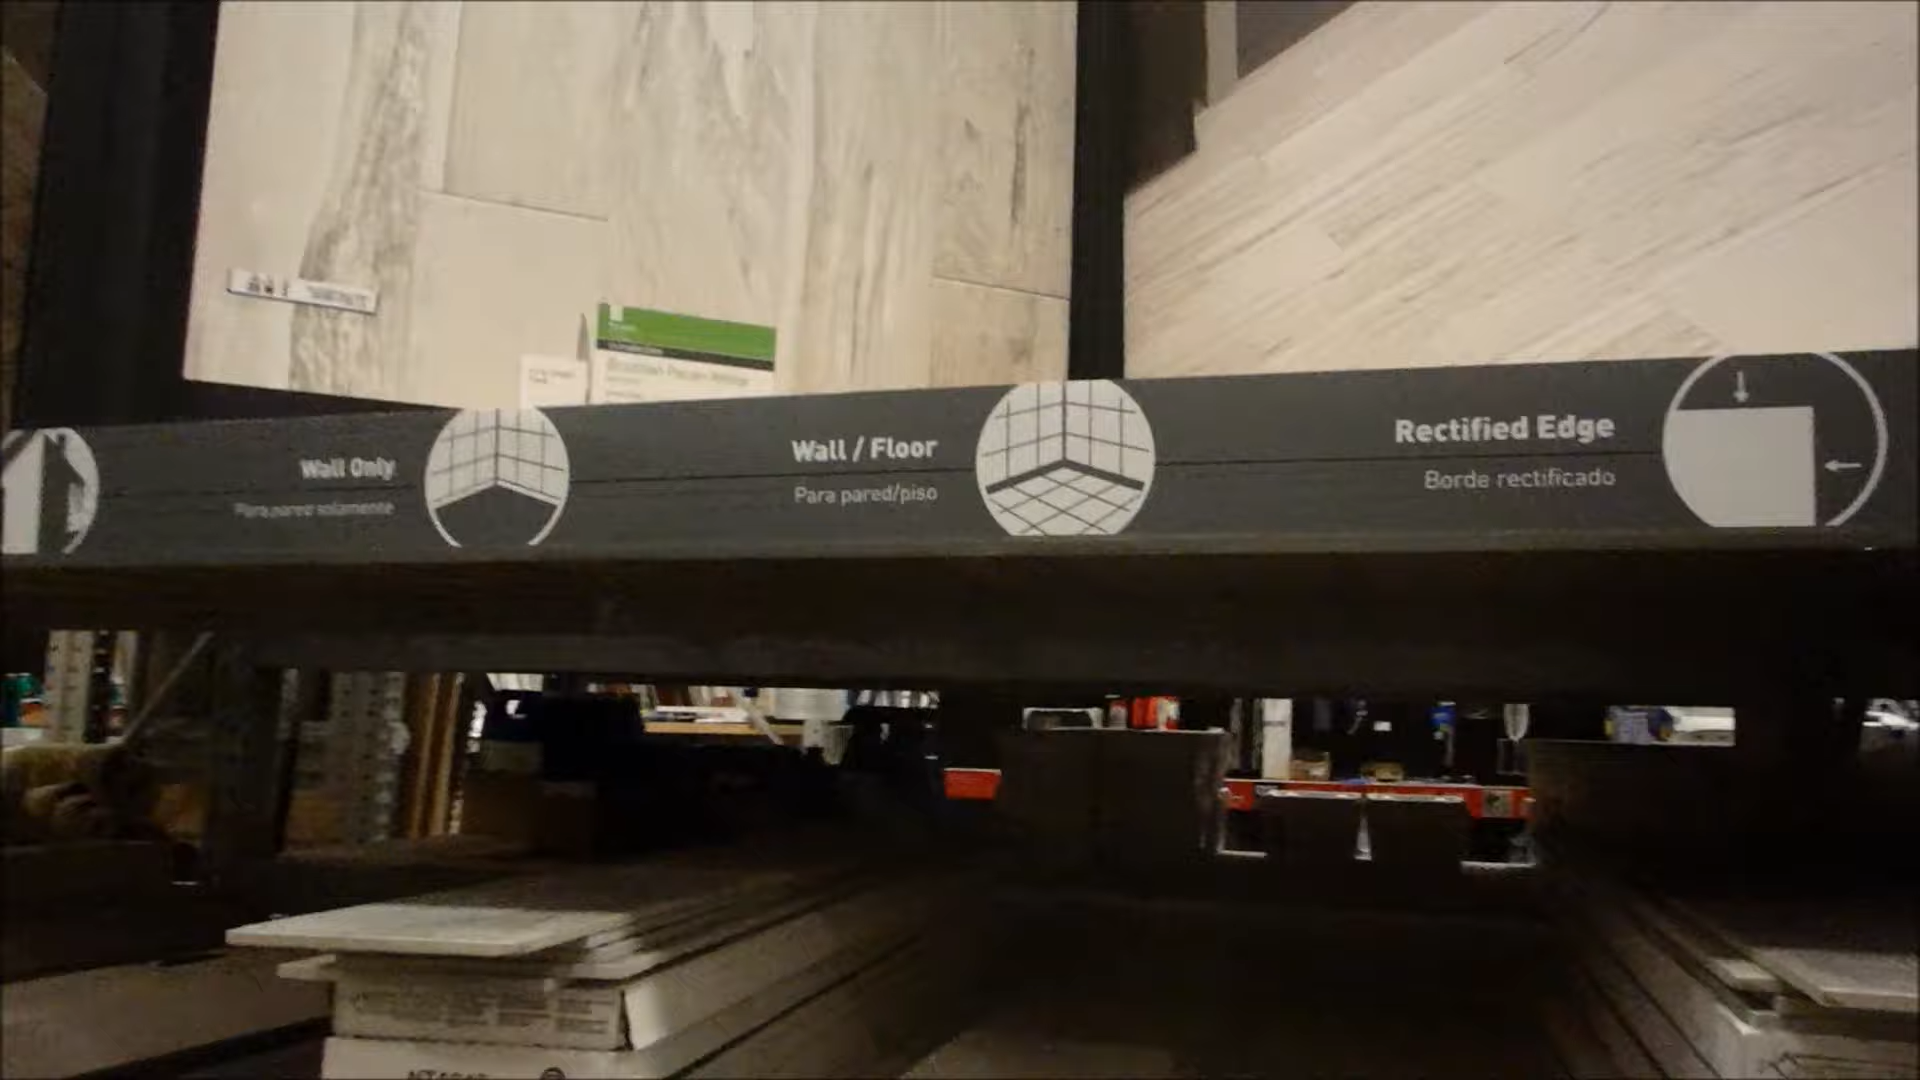 Wall Only
Para pared solamente
Wall / Floor
Para pared/piso
Rectified Edge
Borde rectificado